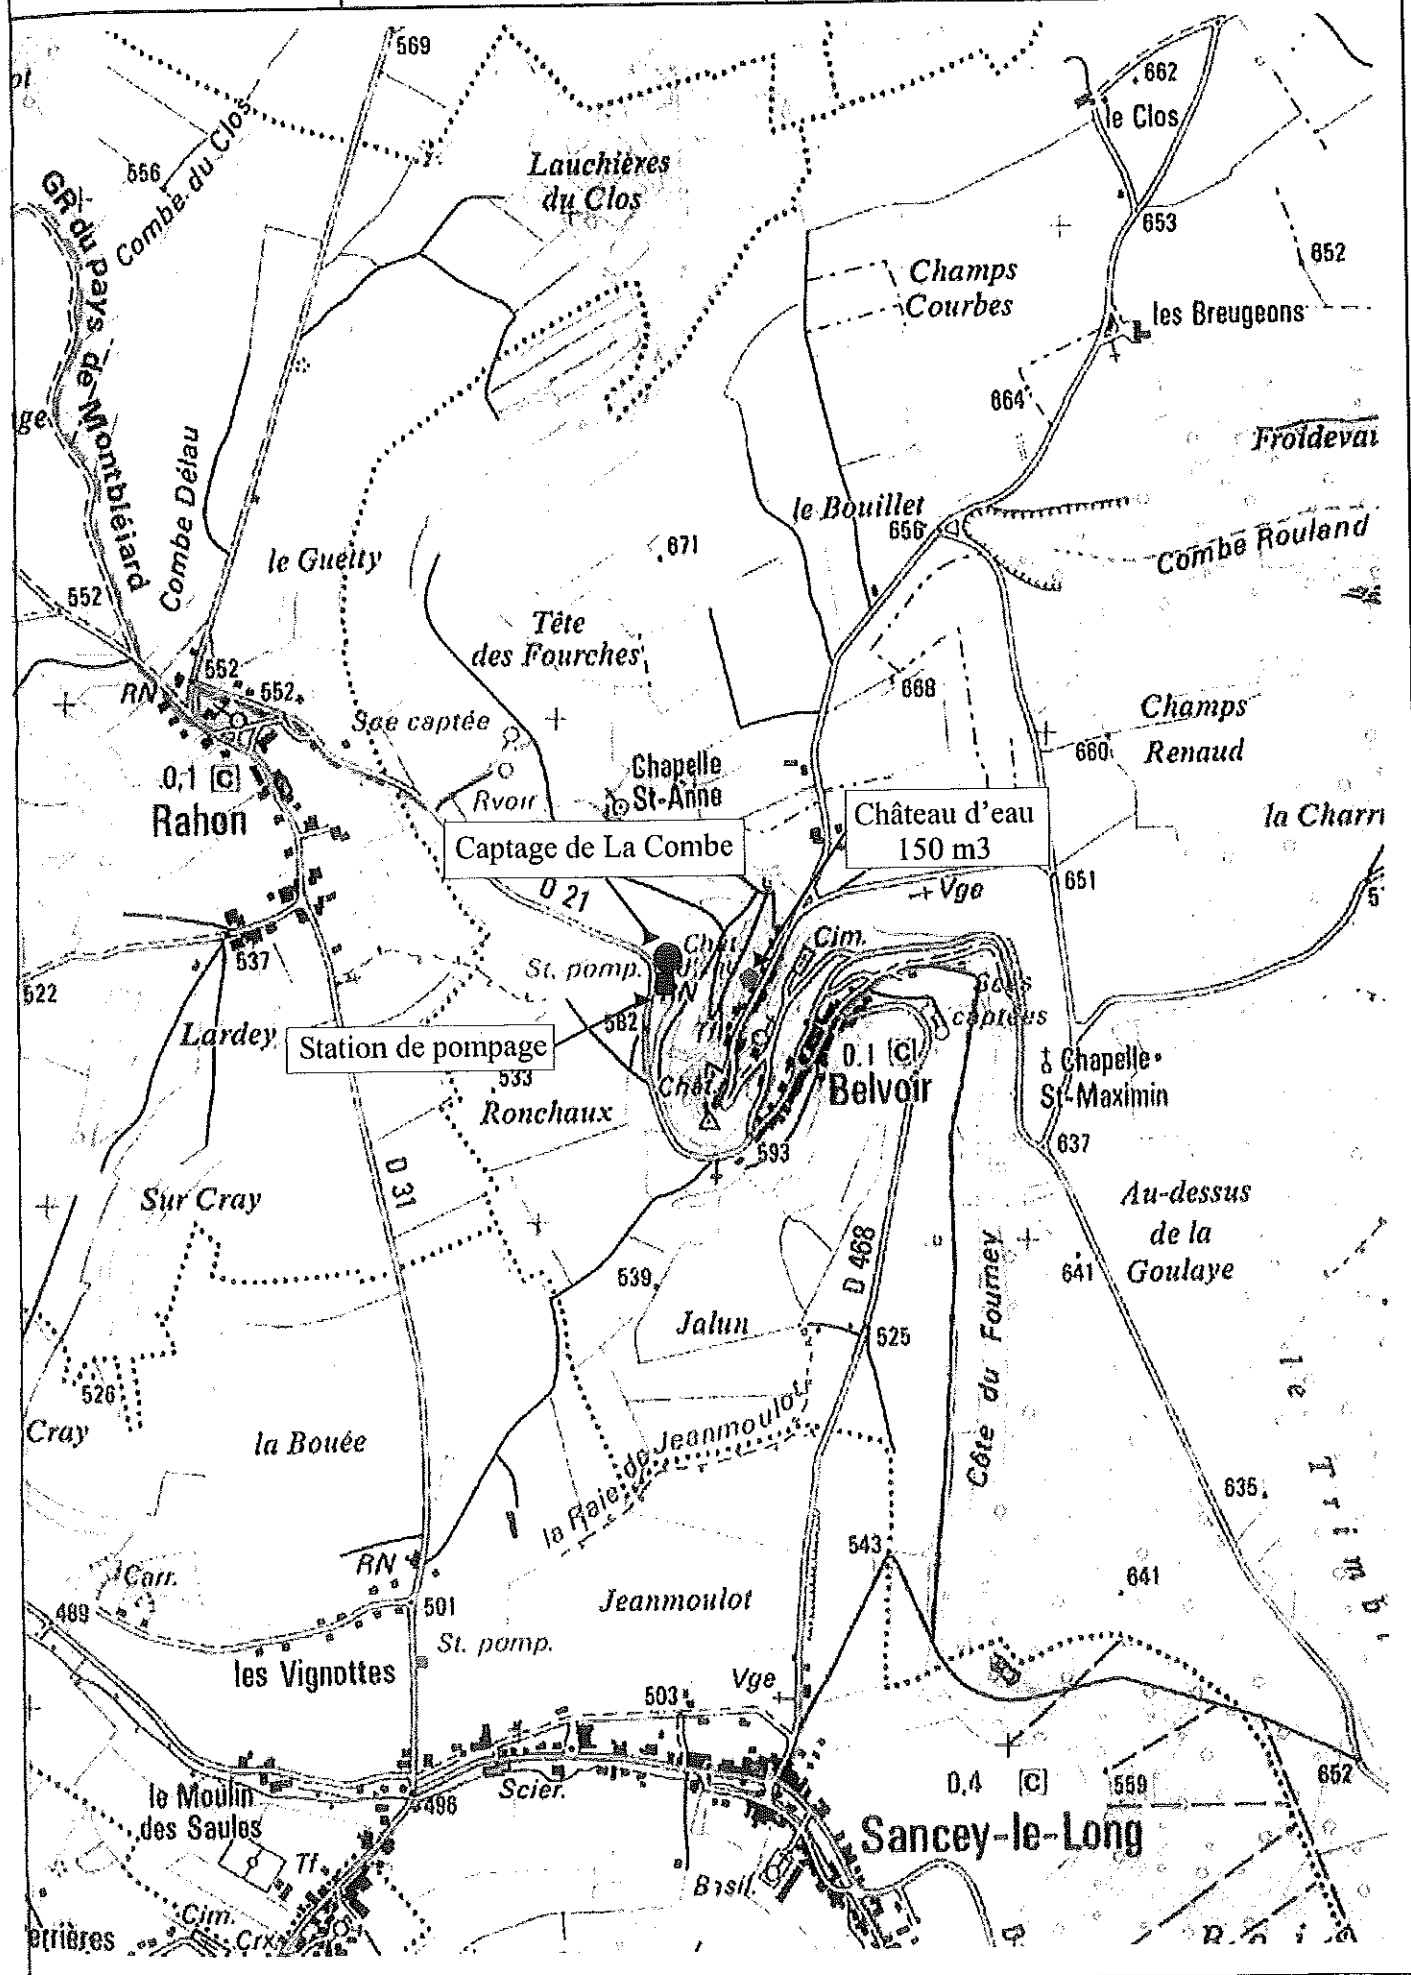 569
662
le Clos
556
Combe du Clos
GR du Pays de Montbéliard
Lauchières
du Clos
653
652
Champs
Courbes
les Breugeons
664
Combe Délau
le Guetty
le Bouillet
656
Combe Rouland
671
552
Tête
des Fourches
552
552
RN
668
Champs
Renaud
660
Sce captée
Chapelle
St-Anne
Rvoir
0,1 [C]
Rahon
Château d'eau
150 m3
Captage de La Combe
651
D 21
Vge
Cim.
537
St. pomp.
522
RN
captées
582
Lardey
Station de pompage
533
Ronchaux
Chât.
0.1 [C]
Belvoir
Chapelle
St-Maximin
593
637
D 31
Sur Cray
Au-dessus
de la
Goulaye
641
D 468
Côte du Fourney
539
Jalun
525
526
Cray
la Bouée
la Raie de Jeanmoulot
635
543
RN
Carr.
641
Jeanmoulot
489
501
St. pomp.
les Vignottes
Vge
503
le Moulin
des Saules
Scier.
498
0,4 [C]
559
652
Sancey-le-Long
Tf
Basil.
Cim.
Crx
errières